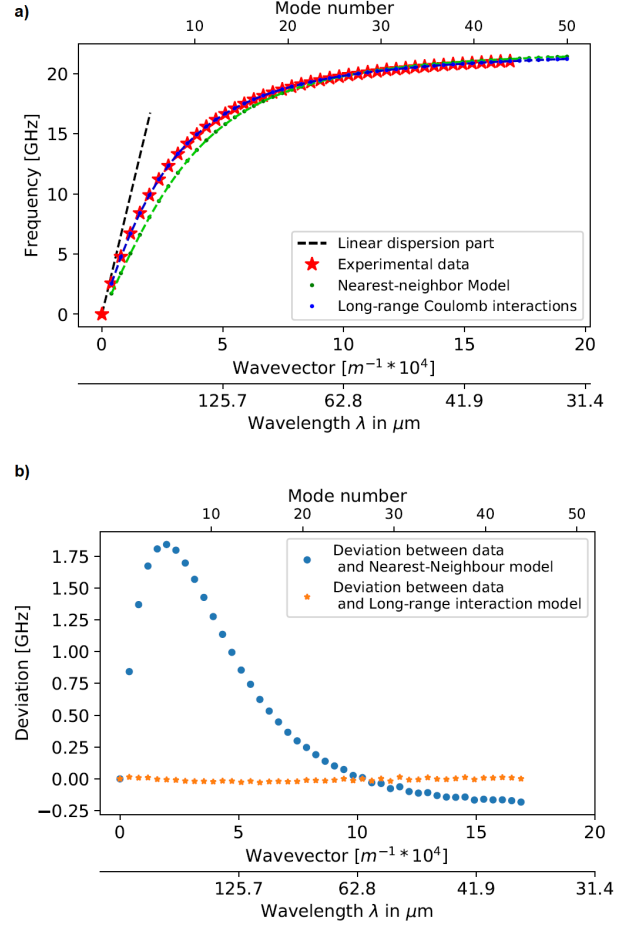 a)
Mode number
10 20 30 40 50
20
15
10
5
0
Frequency [GHz]
Linear dispersion part
Experimental data
Nearest-neighbor Model
Long-range Coulomb interactions
0 5 10 15 20
Wavevector [m⁻¹ * 10⁴]
125.7 62.8 41.9 31.4
Wavelength λ in μm
b)
Mode number
10 20 30 40 50
1.75
1.50
1.25
1.00
0.75
0.50
0.25
0.00
−0.25
Deviation [GHz]
Deviation between data
and Nearest-Neighbour model
Deviation between data
and Long-range interaction model
0 5 10 15 20
Wavevector [m⁻¹ * 10⁴]
125.7 62.8 41.9 31.4
Wavelength λ in μm